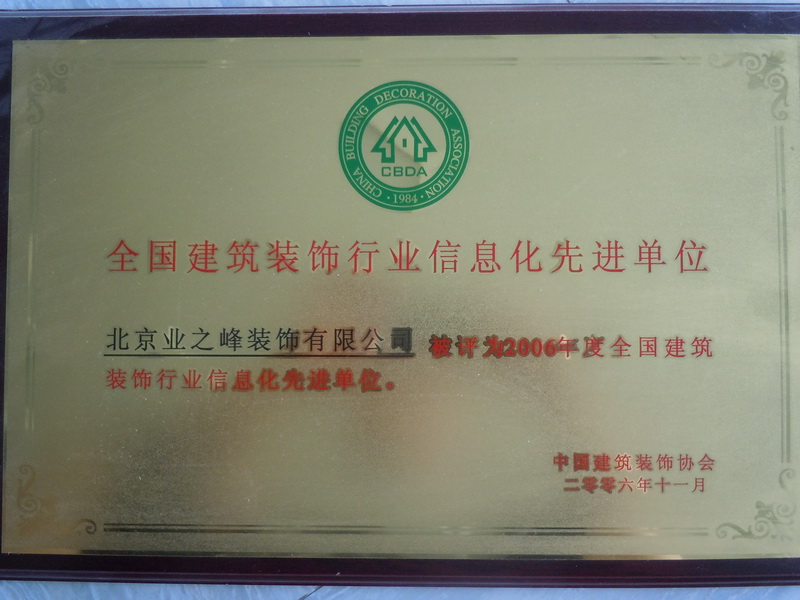 CHINA BUILDING DECORATION ASSOCIATION
CBDA
·1984·
全国建筑装饰行业信息化先进单位
北京业之峰装饰有限公司 被评为2006年度全国建筑
装饰行业信息化先进单位。
中国建筑装饰协会
二零零六年十一月